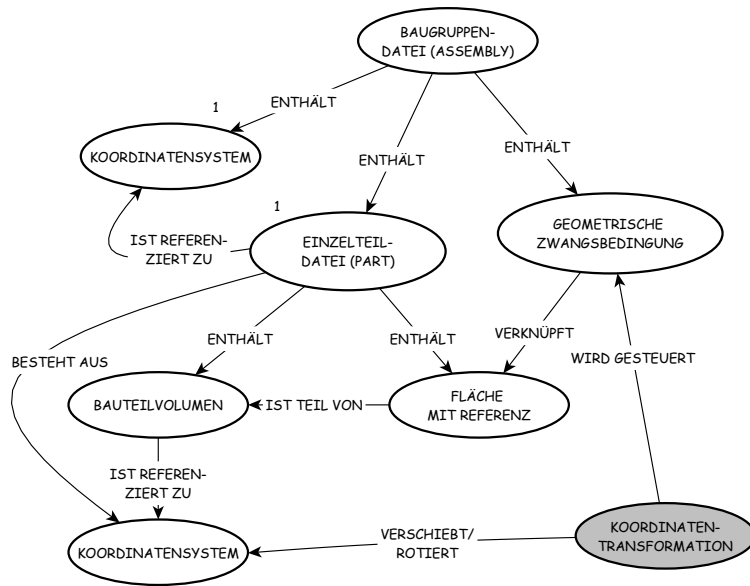 BAUGRUPPEN-
DATEI (ASSEMBLY)
1
ENTHÄLT
KOORDINATENSYSTEM
ENTHÄLT
ENTHÄLT
1
IST REFEREN-
ZIERT ZU
EINZELTEIL-
DATEI (PART)
GEOMETRISCHE
ZWANGSBEDINGUNG
BESTEHT AUS
ENTHÄLT
ENTHÄLT
VERKNÜPFT
WIRD GESTEUERT
BAUTEILVOLUMEN
IST TEIL VON
FLÄCHE
MIT REFERENZ
IST REFEREN-
ZIERT ZU
KOORDINATENSYSTEM
VERSCHIEBT/
ROTIERT
KOORDINATEN-
TRANSFORMATION